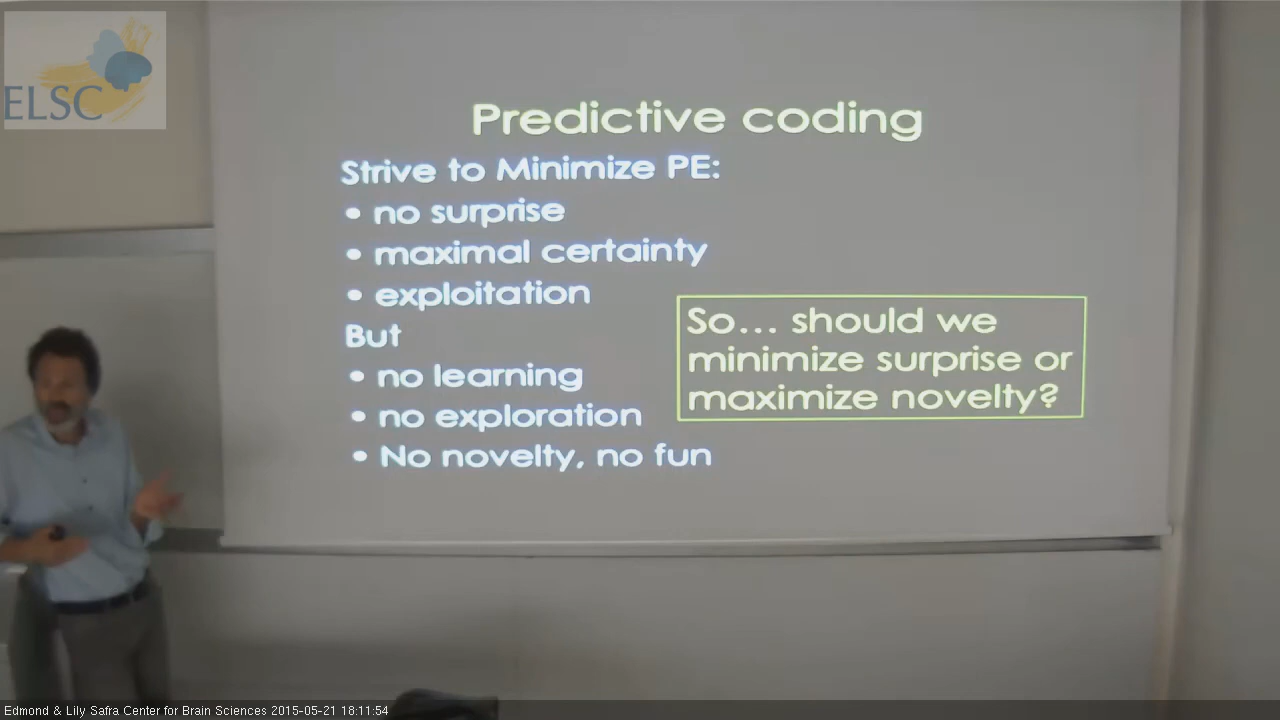 ELSC
Predictive coding
Strive to Minimize PE:
• no surprise
• maximal certainty
• exploitation
But
• no learning
• no exploration
• No novelty, no fun
So... should we
minimize surprise or
maximize novelty?
Edmond & Lily Safra Center for Brain Sciences 2015-05-21 18:11:54